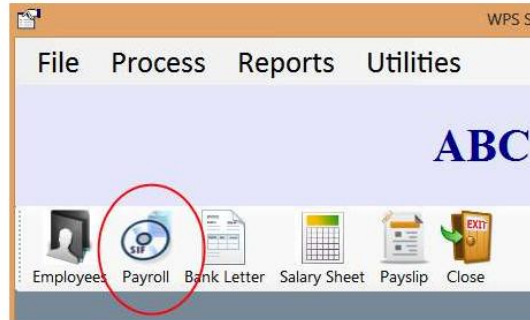 WPS S
File Process Reports Utilities
ABC
SIF
EXIT
Employees Payroll Bank Letter Salary Sheet Payslip Close